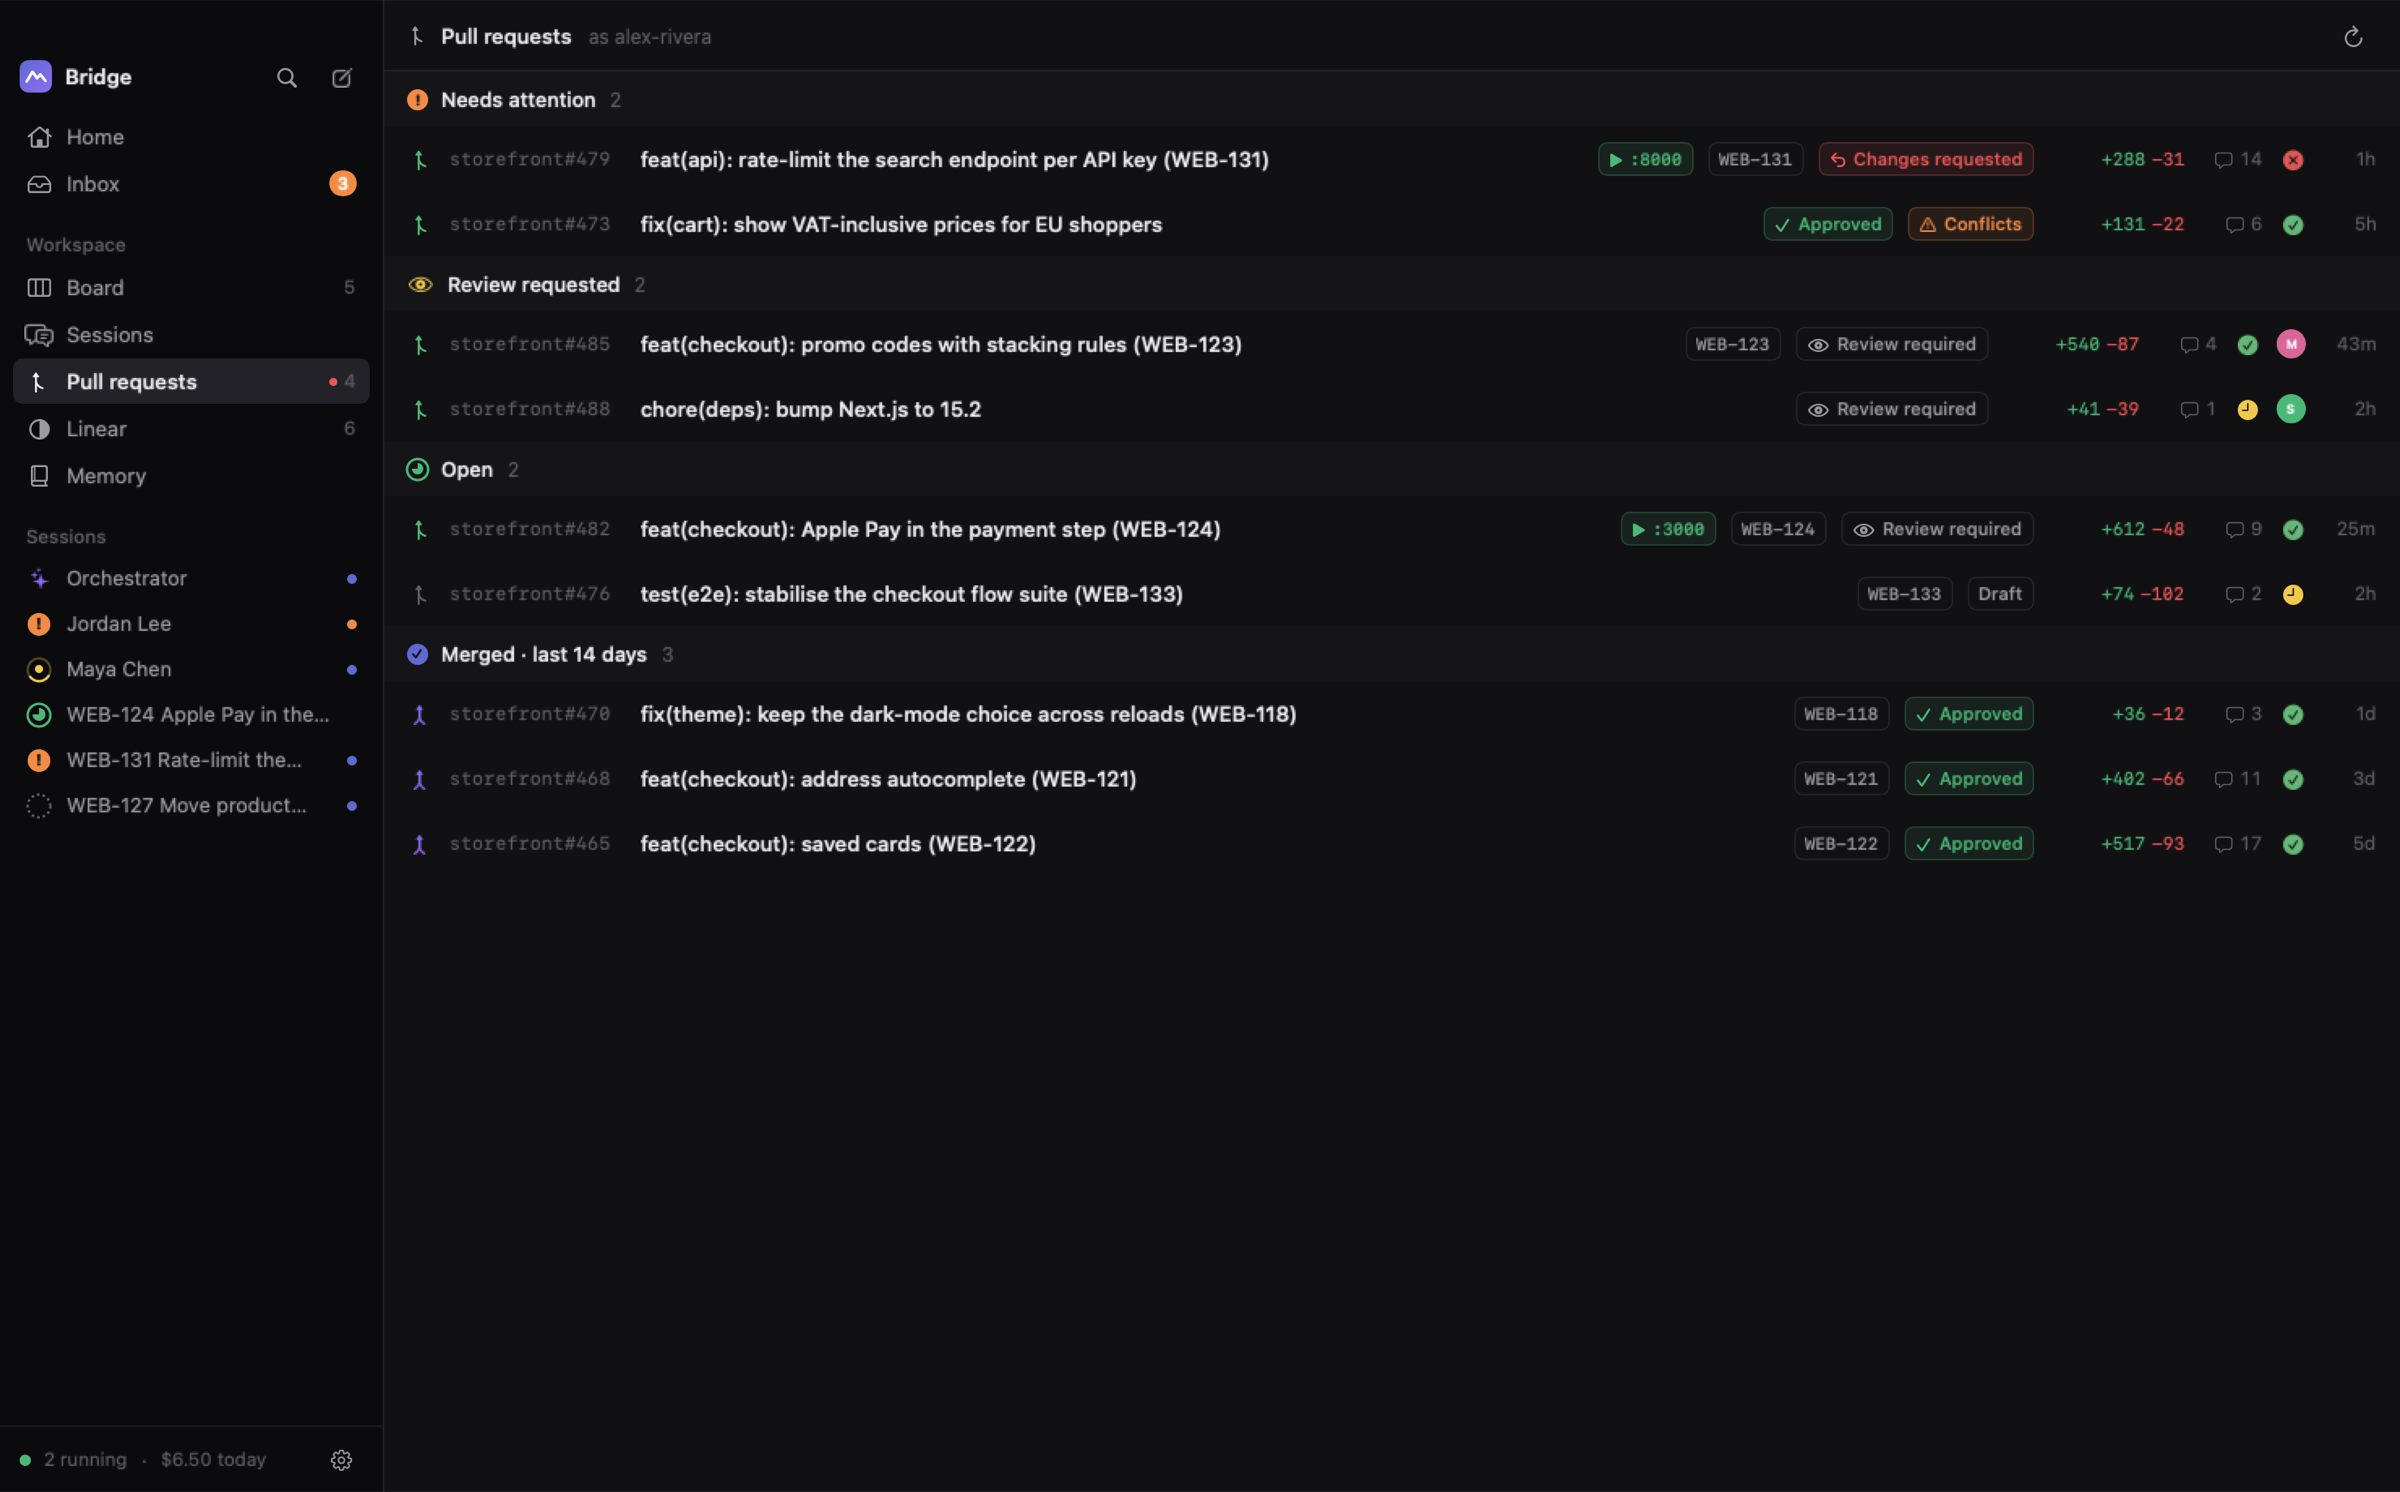 Bridge
Home
Inbox 3
Workspace
Board 5
Sessions
Pull requests 4
Linear 6
Memory
Sessions
Orchestrator
Jordan Lee
Maya Chen
WEB-124 Apple Pay in the...
WEB-131 Rate-limit the...
WEB-127 Move product...
2 running · $6.50 today
Pull requests as alex-rivera
Needs attention 2
storefront#479 feat(api): rate-limit the search endpoint per API key (WEB-131) :8000 WEB-131 Changes requested +288 −31 14 1h
storefront#473 fix(cart): show VAT-inclusive prices for EU shoppers Approved Conflicts +131 −22 6 5h
Review requested 2
storefront#485 feat(checkout): promo codes with stacking rules (WEB-123) WEB-123 Review required +540 −87 4 M 43m
storefront#488 chore(deps): bump Next.js to 15.2 Review required +41 −39 1 S 2h
Open 2
storefront#482 feat(checkout): Apple Pay in the payment step (WEB-124) :3000 WEB-124 Review required +612 −48 9 25m
storefront#476 test(e2e): stabilise the checkout flow suite (WEB-133) WEB-133 Draft +74 −102 2 2h
Merged · last 14 days 3
storefront#470 fix(theme): keep the dark-mode choice across reloads (WEB-118) WEB-118 Approved +36 −12 3 1d
storefront#468 feat(checkout): address autocomplete (WEB-121) WEB-121 Approved +402 −66 11 3d
storefront#465 feat(checkout): saved cards (WEB-122) WEB-122 Approved +517 −93 17 5d